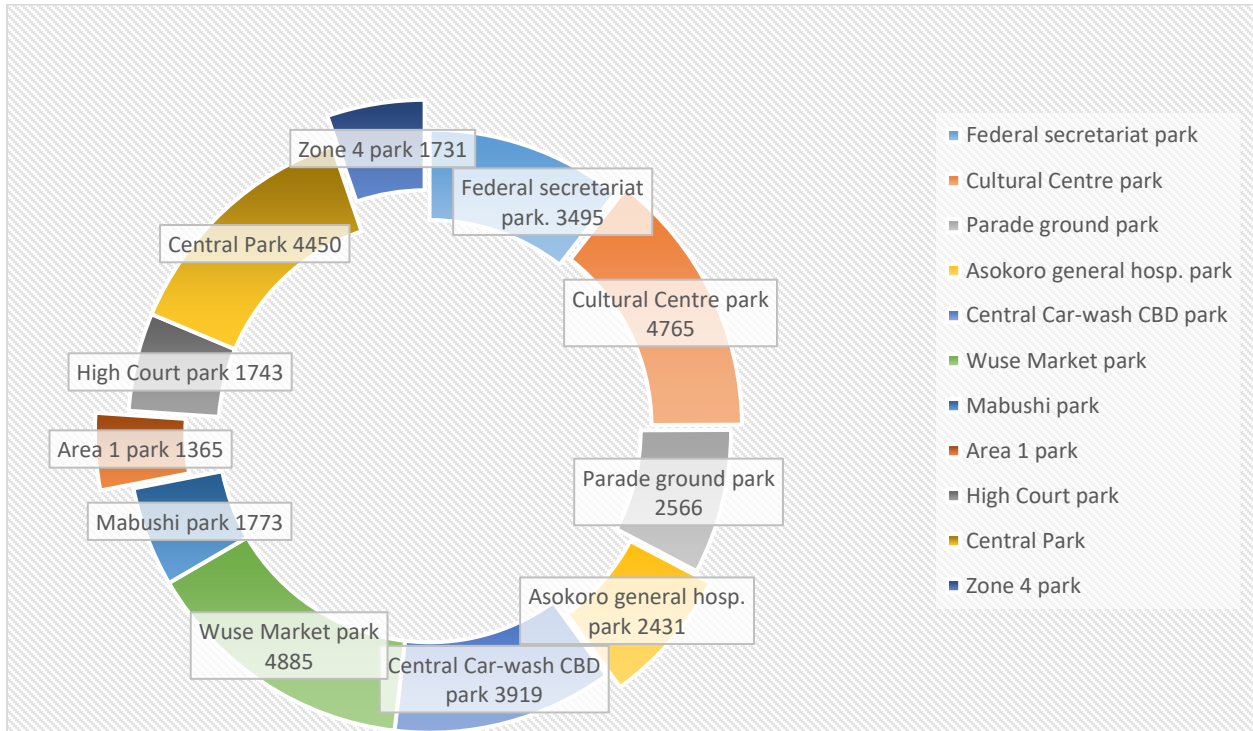 Zone 4 park 1731
Federal secretariat
park. 3495
Central Park 4450
Cultural Centre park
4765
High Court park 1743
Area 1 park 1365
Parade ground park
2566
Mabushi park 1773
Asokoro general hosp.
park 2431
Wuse Market park
4885
Central Car-wash CBD
park 3919
Federal secretariat park
Cultural Centre park
Parade ground park
Asokoro general hosp. park
Central Car-wash CBD park
Wuse Market park
Mabushi park
Area 1 park
High Court park
Central Park
Zone 4 park